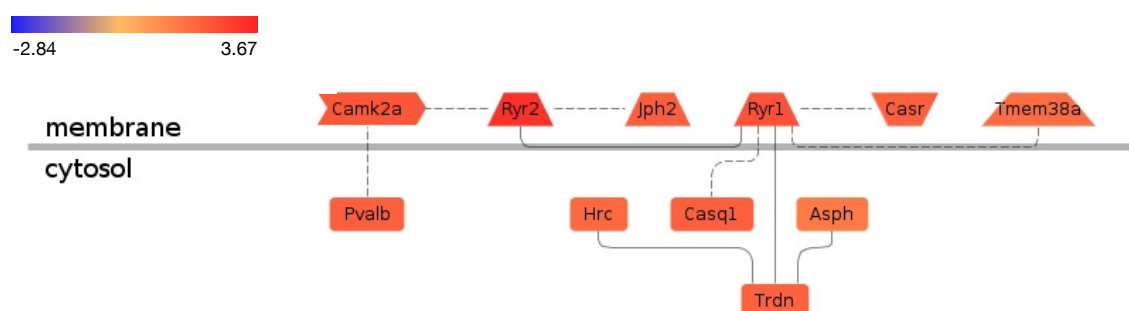 -2.84 3.67
Camk2a Ryr2 Jph2 Ryr1 Casr Tmem38a
membrane
cytosol
Pvalb Hrc Casq1 Asph
Trdn